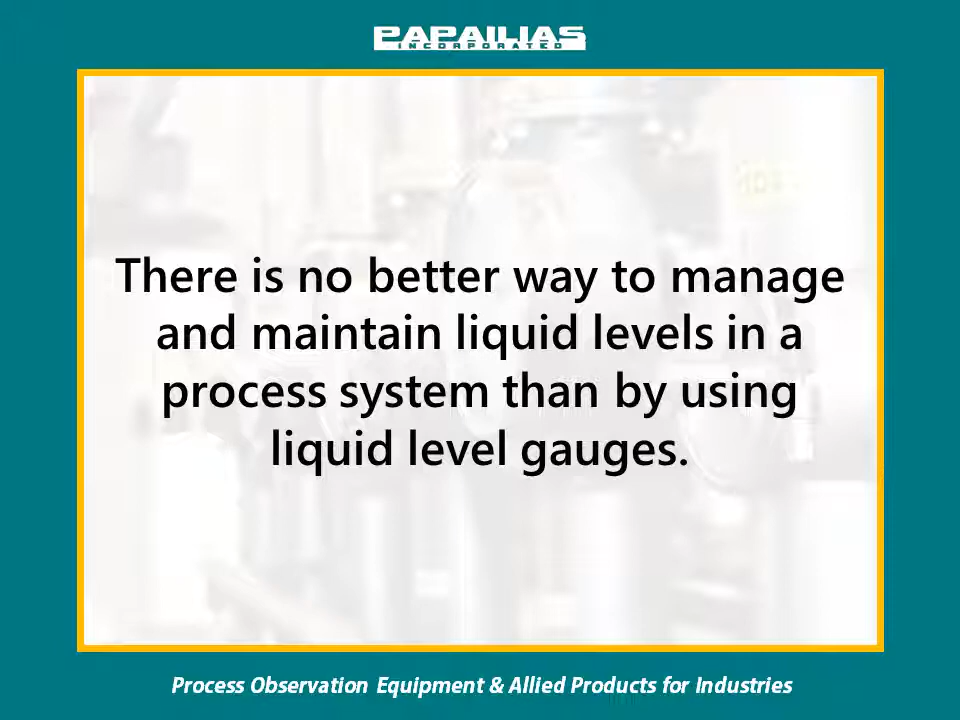 PAPAILIAS
INCORPORATED
There is no better way to manage
and maintain liquid levels in a
process system than by using
liquid level gauges.
Process Observation Equipment & Allied Products for Industries